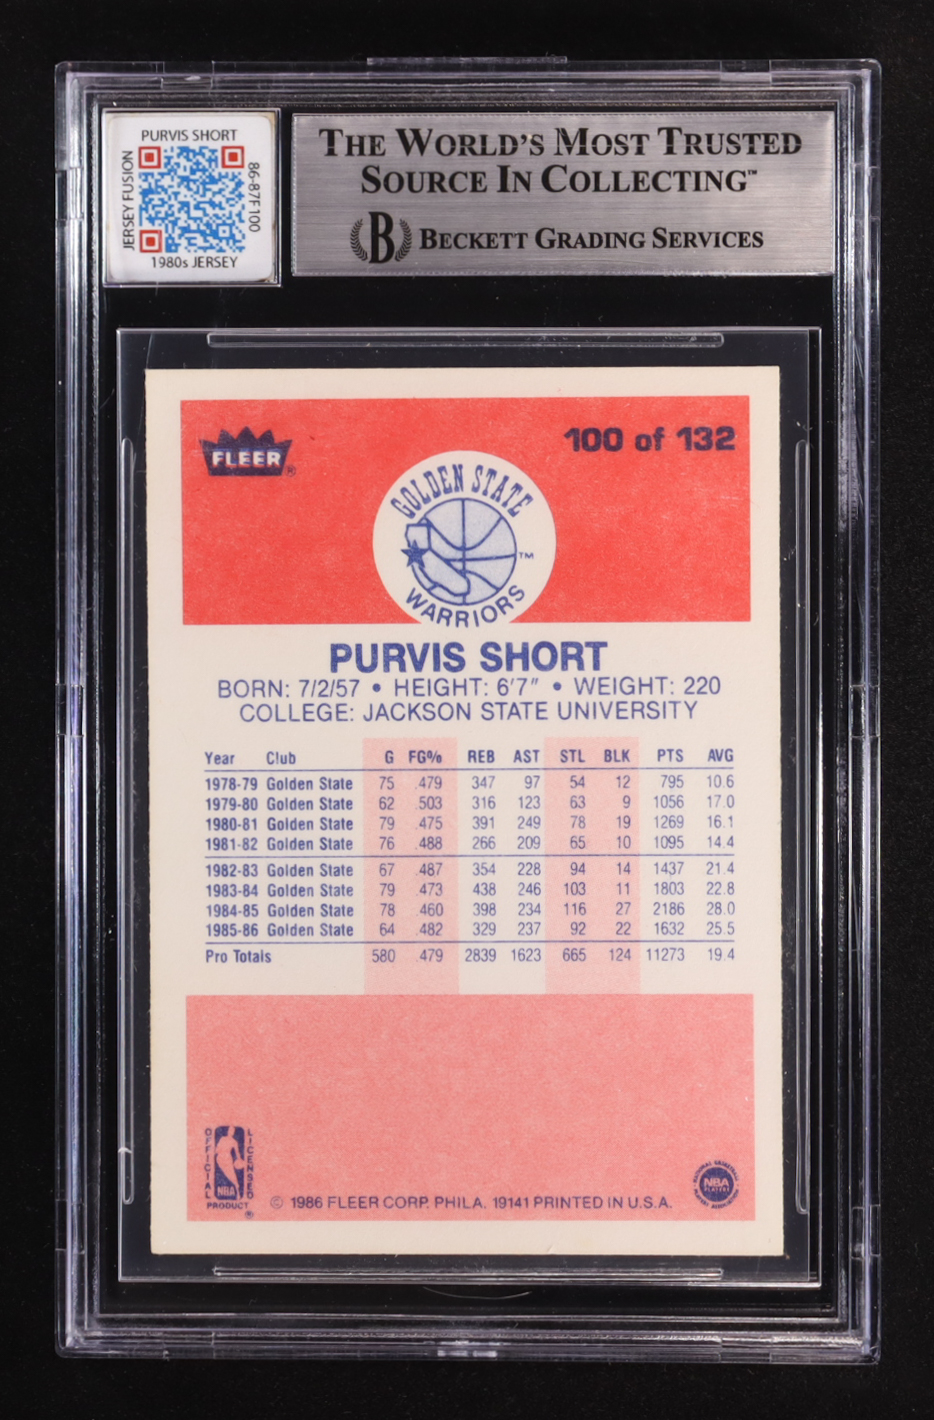 PURVIS SHORT
JERSEY FUSION
86-87F 100
1980s JERSEY
THE WORLD'S MOST TRUSTED
SOURCE IN COLLECTING™
B BECKETT GRADING SERVICES
FLEER®
100 of 132
GOLDEN STATE
WARRIORS
TM
PURVIS SHORT
BORN: 7/2/57 • HEIGHT: 6'7" • WEIGHT: 220
COLLEGE: JACKSON STATE UNIVERSITY
Year Club G FG% REB AST STL BLK PTS AVG
1978-79 Golden State 75 .479 347 97 54 12 795 10.6
1979-80 Golden State 62 .503 316 123 63 9 1056 17.0
1980-81 Golden State 79 .475 391 249 78 19 1269 16.1
1981-82 Golden State 76 .488 266 209 65 10 1095 14.4
1982-83 Golden State 67 .487 354 228 94 14 1437 21.4
1983-84 Golden State 79 .473 438 246 103 11 1803 22.8
1984-85 Golden State 78 .460 398 234 116 27 2186 28.0
1985-86 Golden State 64 .482 329 237 92 22 1632 25.5
Pro Totals 580 .479 2839 1623 665 124 11273 19.4
OFFICIAL
LICENSED
NBA
PRODUCT
®
© 1986 FLEER CORP. PHILA. 19141 PRINTED IN U.S.A.
NATIONAL BASKETBALL
NBA
PLAYERS
PLAYERS ASSOCIATION